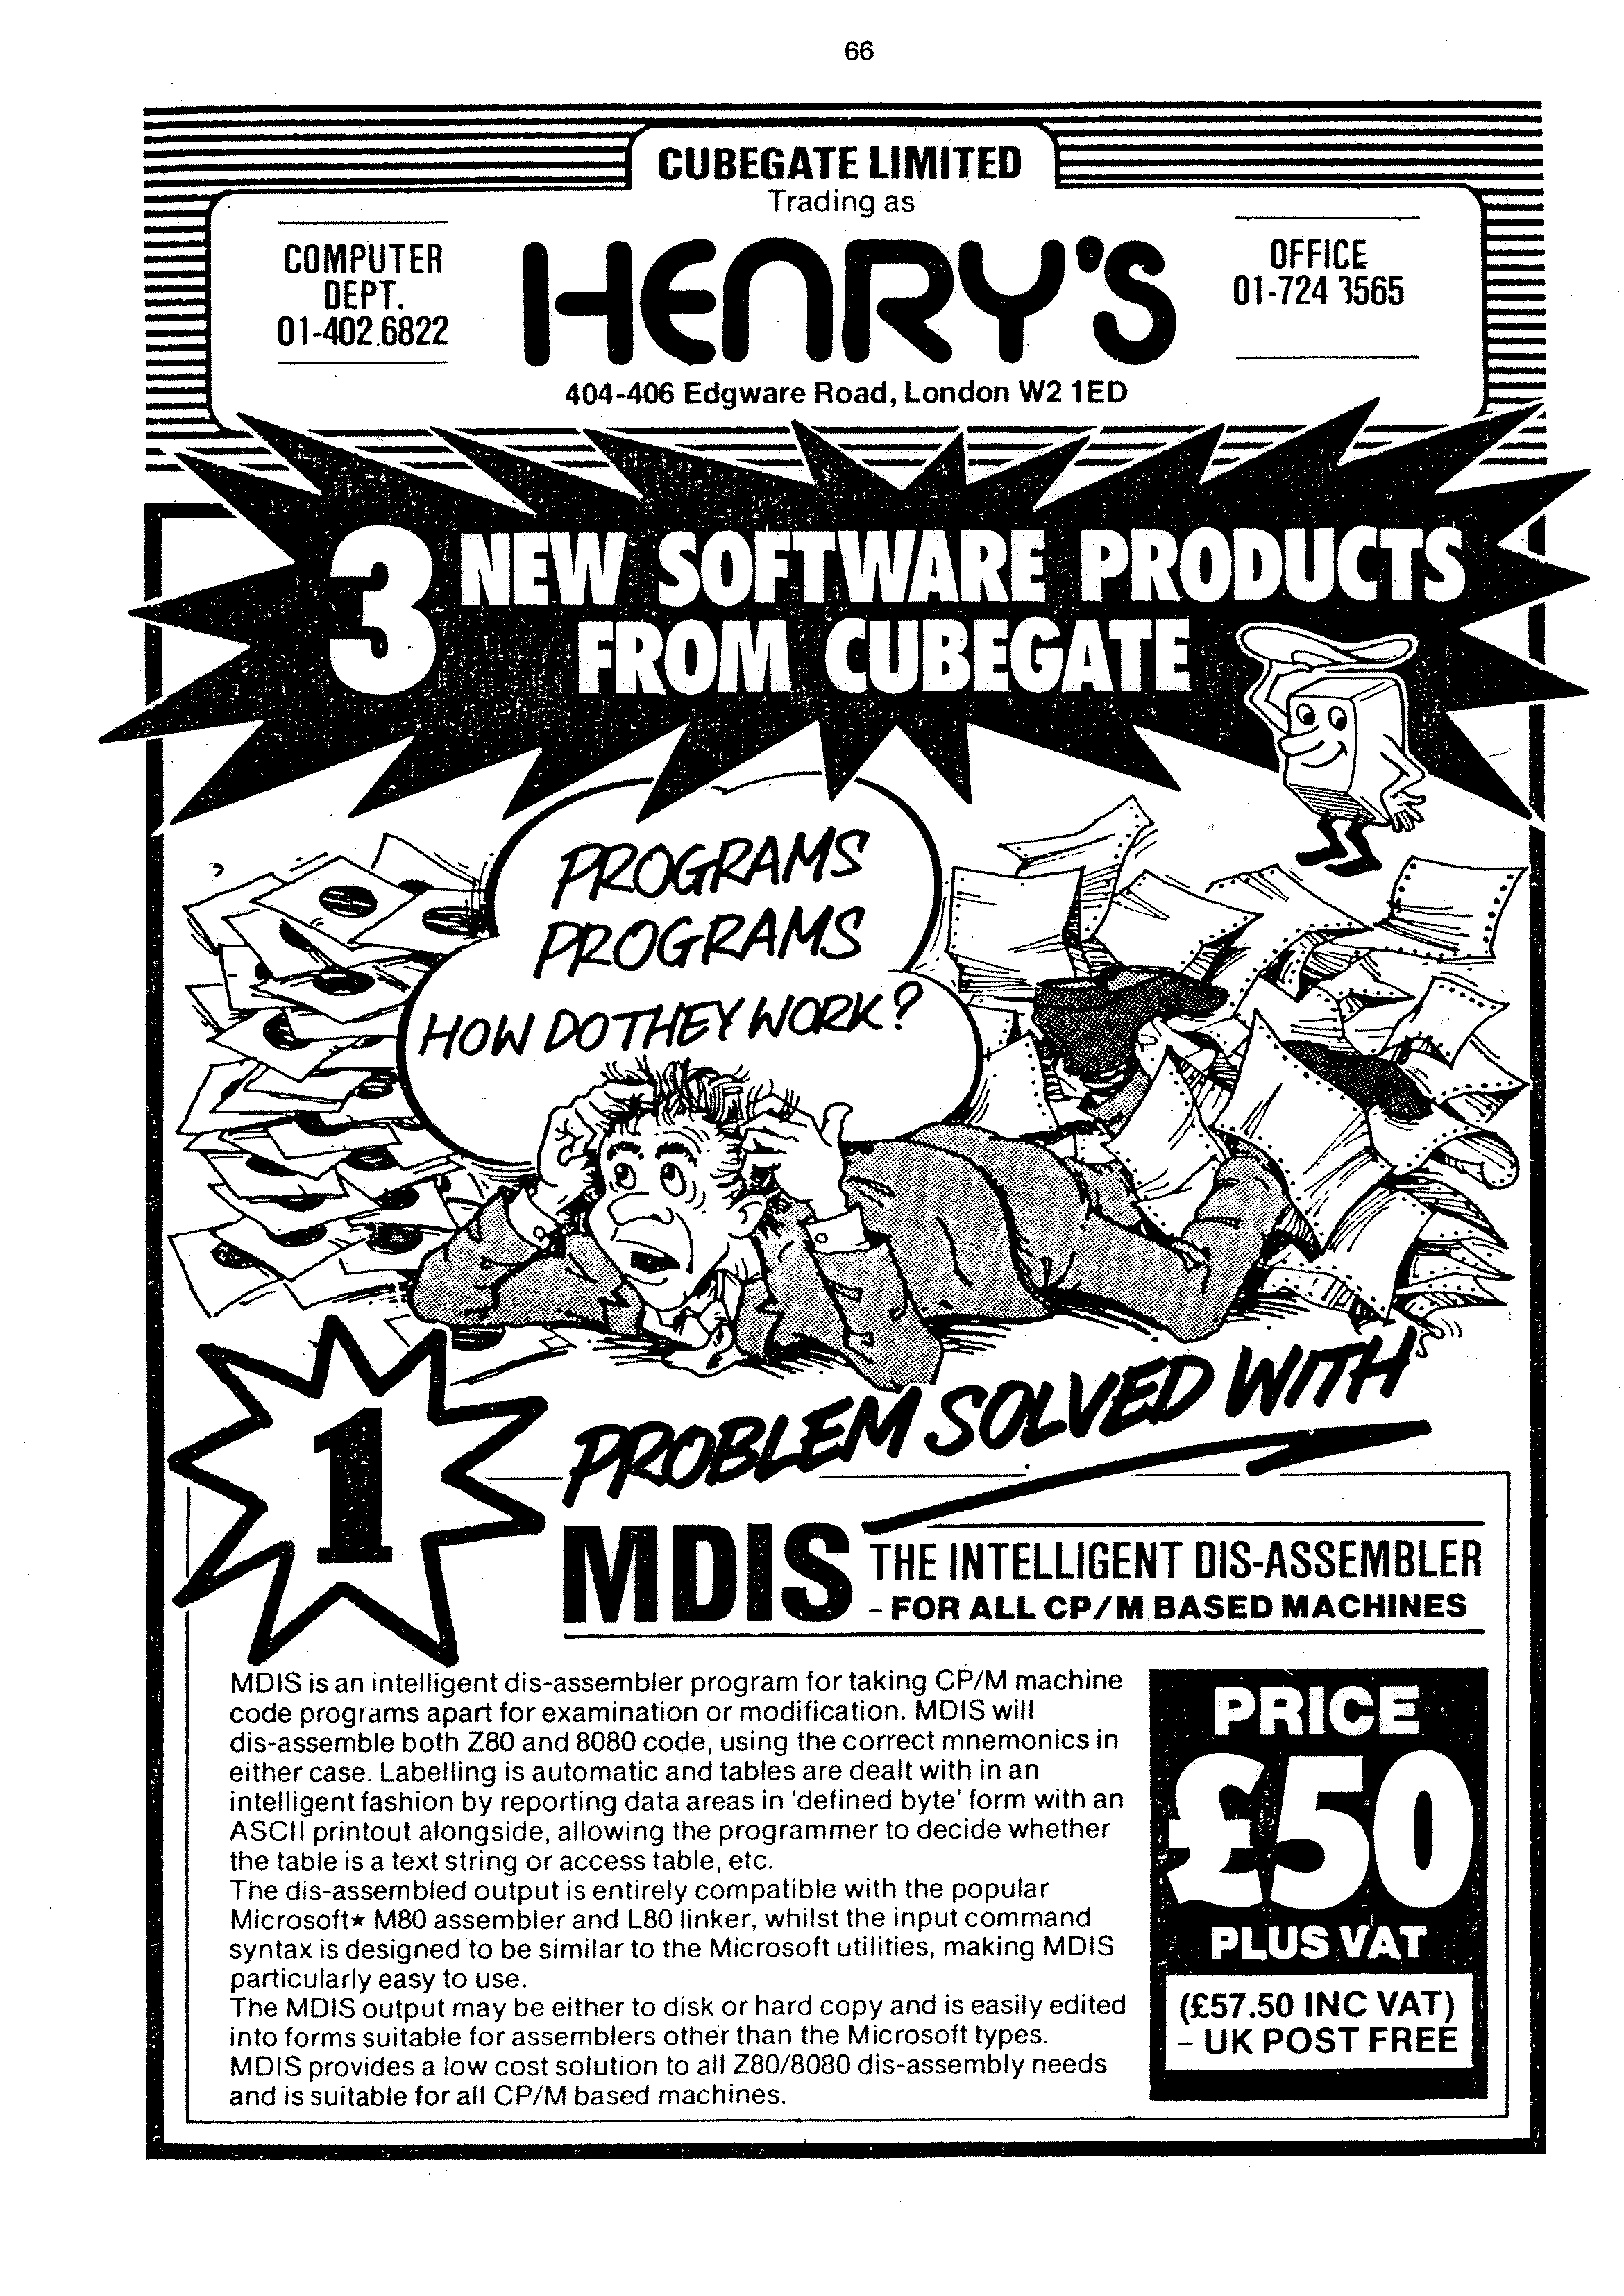 66
CUBEGATE LIMITED
Trading as
HENRY'S
COMPUTER
DEPT.
01-402 6822
OFFICE
01-724 3565
404-406 Edgware Road, London W2 1ED
3 NEW SOFTWARE PRODUCTS
FROM CUBEGATE
PROGRAMS
PROGRAMS
HOW DO THEY WORK?
1
PROBLEM SOLVED WITH
MDIS THE INTELLIGENT DIS-ASSEMBLER
- FOR ALL CP/M BASED MACHINES
MDIS is an intelligent dis-assembler program for taking CP/M machine
code programs apart for examination or modification. MDIS will
dis-assemble both Z80 and 8080 code, using the correct mnemonics in
either case. Labelling is automatic and tables are dealt with in an
intelligent fashion by reporting data areas in 'defined byte' form with an
ASCII printout alongside, allowing the programmer to decide whether
the table is a text string or access table, etc.
The dis-assembled output is entirely compatible with the popular
Microsoft★ M80 assembler and L80 linker, whilst the input command
syntax is designed to be similar to the Microsoft utilities, making MDIS
particularly easy to use.
The MDIS output may be either to disk or hard copy and is easily edited
into forms suitable for assemblers other than the Microsoft types.
MDIS provides a low cost solution to all Z80/8080 dis-assembly needs
and is suitable for all CP/M based machines.
PRICE
£50
PLUS VAT
(£57.50 INC VAT)
- UK POST FREE